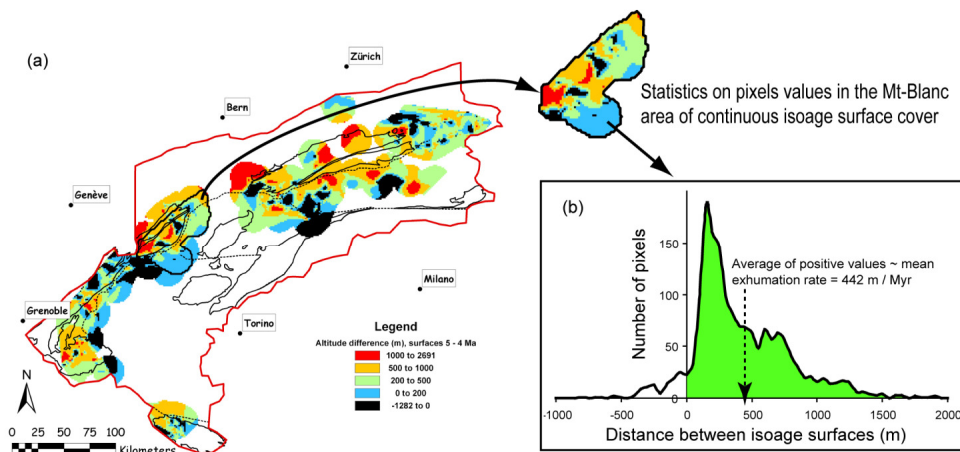 (a)
Zürich
Bern
Genève
Grenoble
Torino
Milano
N
0 25 50 75 100
Kilometers
Legend
Altitude difference (m), surfaces 5 - 4 Ma
1000 to 2691
500 to 1000
200 to 500
0 to 200
-1282 to 0
Statistics on pixels values in the Mt-Blanc
area of continuous isoage surface cover
(b)
Number of pixels
150
100
50
0
Average of positive values ~ mean
exhumation rate = 442 m / Myr
-1000 -500 0 500 1000 1500 2000
Distance between isoage surfaces (m)